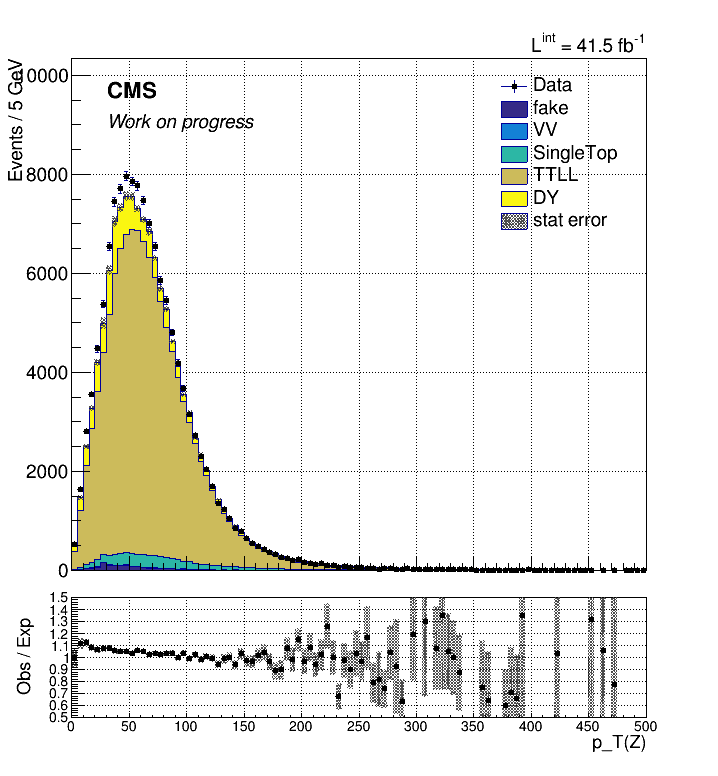 L^int = 41.5 fb^-1
Events / 5 GeV
10000
8000
6000
4000
2000
0
CMS
Work on progress
Data
fake
VV
SingleTop
TTLL
DY
stat error
Obs / Exp
1.5
1.4
1.3
1.2
1.1
1
0.9
0.8
0.7
0.6
0.5
0 50 100 150 200 250 300 350 400 450 500
p_T(Z)